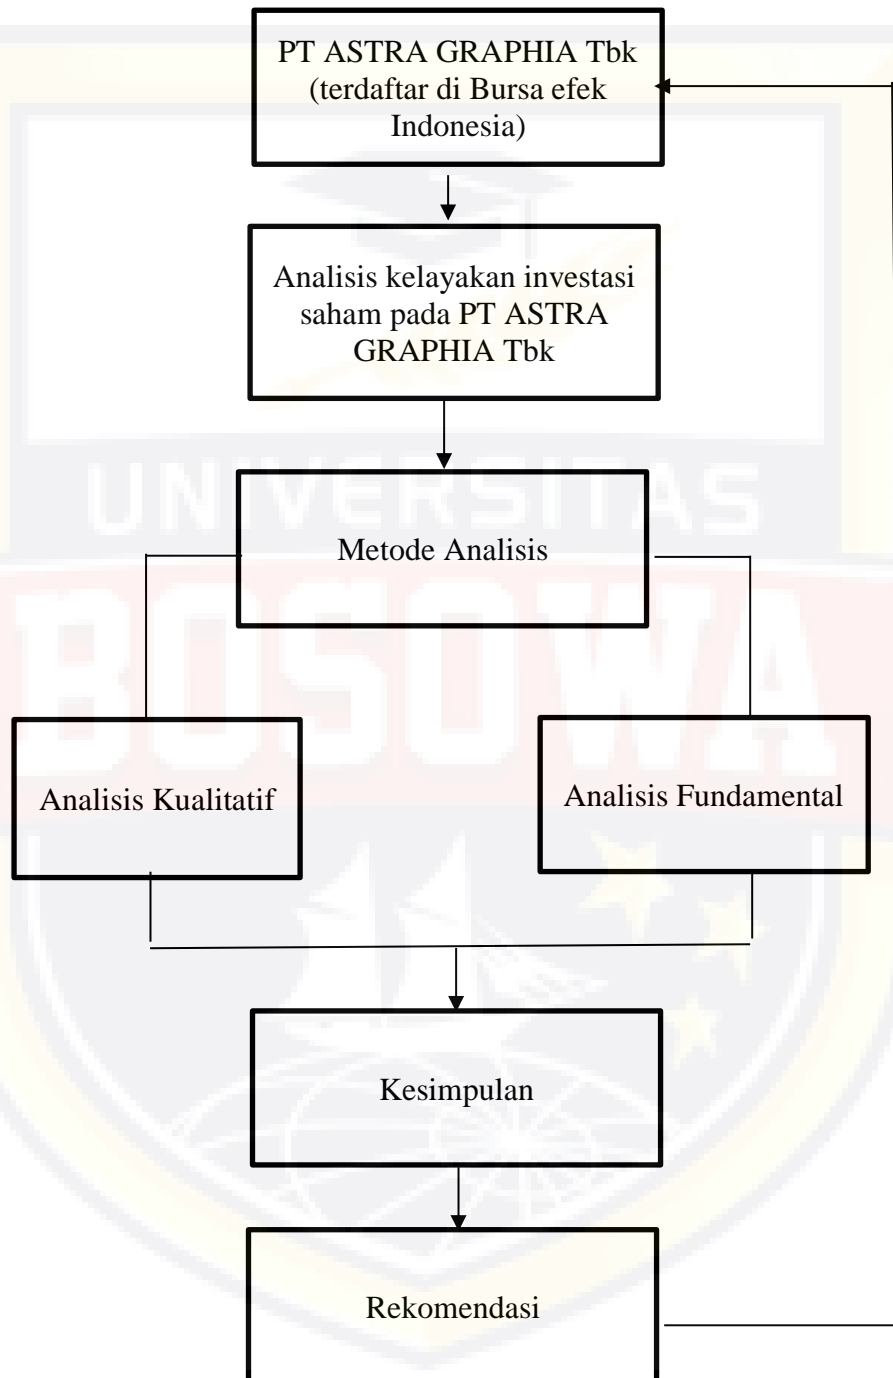 PT ASTRA GRAPHIA Tbk
(terdaftar di Bursa efek
Indonesia)
Analisis kelayakan investasi
saham pada PT ASTRA
GRAPHIA Tbk
UNIVERSITAS
Metode Analisis
BOSOWA
Analisis Kualitatif
Analisis Fundamental
Kesimpulan
Rekomendasi